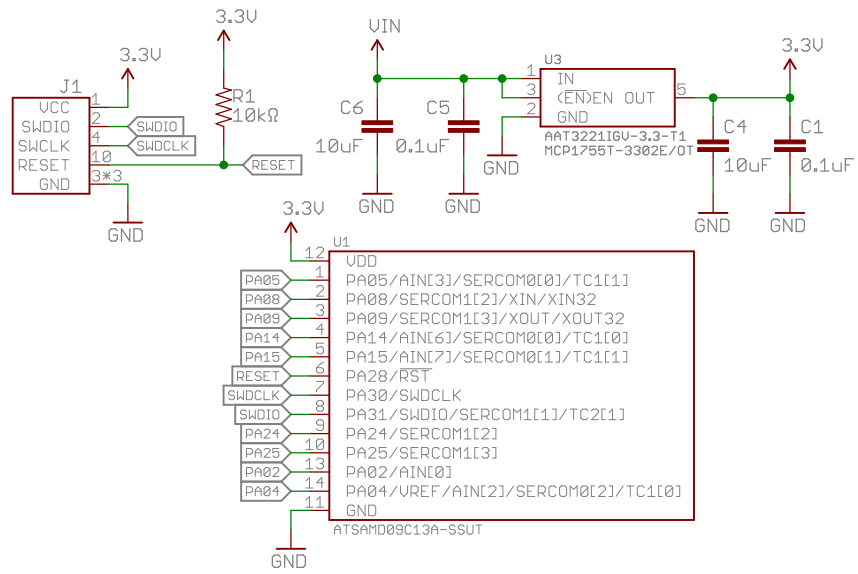 3.3V
J1
3.3V
VCC 1
SWDIO 2 SWDIO
SWCLK 4 SWDCLK
RESET 10 RESET
GND 3*3
GND
R1
10kΩ
VIN
C6
10uF
GND
C5
0.1uF
GND
U3
1 IN
3 (EN)EN OUT 5
2 GND
AAT3221IGV-3.3-T1
MCP1755T-3302E/OT
GND
3.3V
C4
10uF
GND
C1
0.1uF
GND
3.3V
U1
12 VDD
PA05 1 PA05/AIN[3]/SERCOM0[0]/TC1[1]
PA08 2 PA08/SERCOM1[2]/XIN/XIN32
PA09 3 PA09/SERCOM1[3]/XOUT/XOUT32
PA14 4 PA14/AIN[6]/SERCOM0[0]/TC1[0]
PA15 5 PA15/AIN[7]/SERCOM0[1]/TC1[1]
RESET 6 PA28/RST
SWDCLK 7 PA30/SWDCLK
SWDIO 8 PA31/SWDIO/SERCOM1[1]/TC2[1]
PA24 9 PA24/SERCOM1[2]
PA25 10 PA25/SERCOM1[3]
PA02 13 PA02/AIN[0]
PA04 14 PA04/VREF/AIN[2]/SERCOM0[2]/TC1[0]
11 GND
ATSAMD09C13A-SSUT
GND